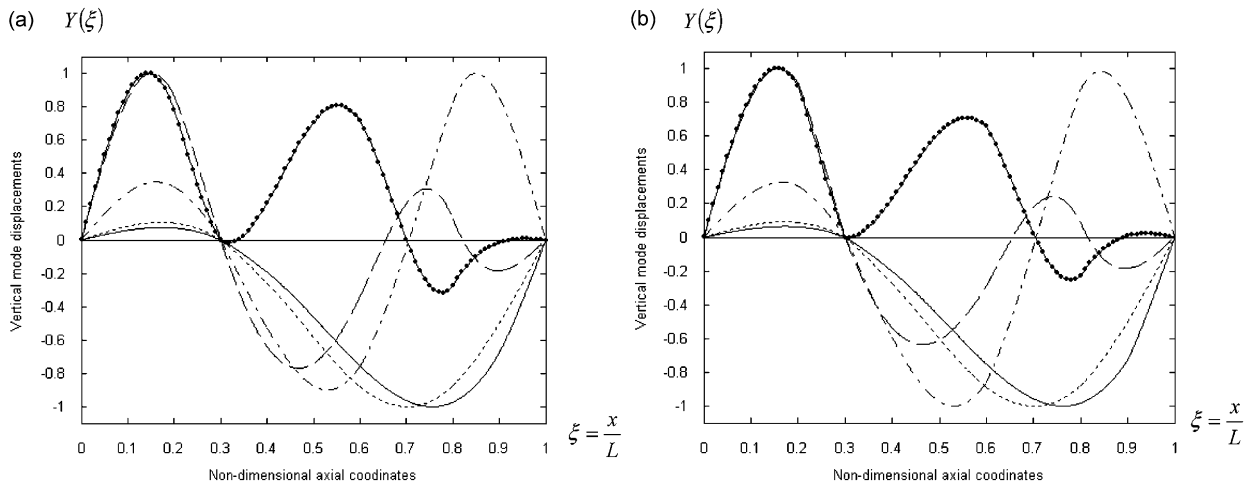 (a) Y(ξ)
Vertical mode displacements
1
0.8
0.6
0.4
0.2
0
-0.2
-0.4
-0.6
-0.8
-1
0 0.1 0.2 0.3 0.4 0.5 0.6 0.7 0.8 0.9 1
Non-dimensional axial coodinates
ξ = x/L
(b) Y(ξ)
Vertical mode displacements
1
0.8
0.6
0.4
0.2
0
-0.2
-0.4
-0.6
-0.8
-1
0 0.1 0.2 0.3 0.4 0.5 0.6 0.7 0.8 0.9 1
Non-dimensional axial coordinates
ξ = x/L